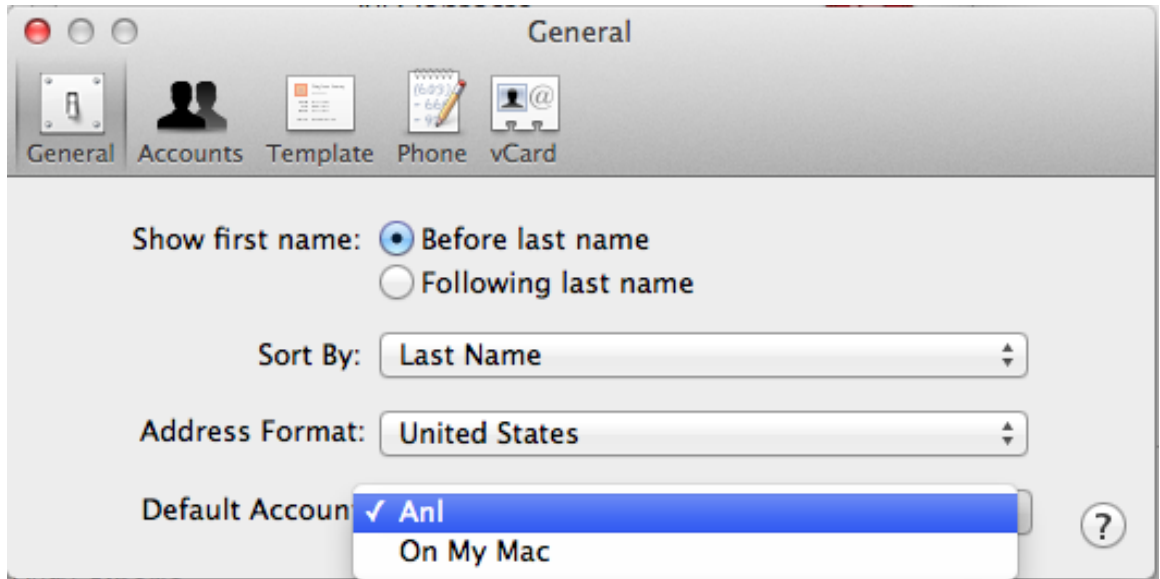 General
General Accounts Template Phone vCard
Show first name: Before last name
Following last name
Sort By: Last Name
Address Format: United States
Default Accoun ✓ Anl
On My Mac
?